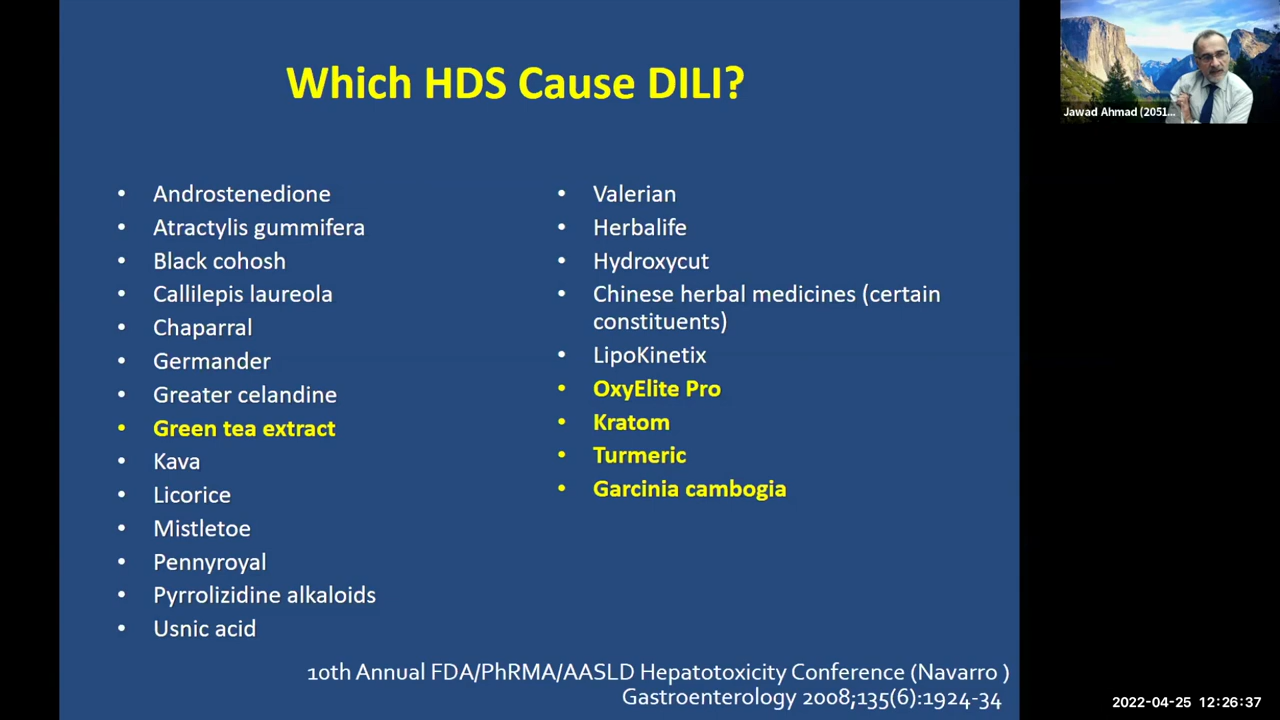 Which HDS Cause DILI?
• Androstenedione
• Atractylis gummifera
• Black cohosh
• Callilepis laureola
• Chaparral
• Germander
• Greater celandine
• Green tea extract
• Kava
• Licorice
• Mistletoe
• Pennyroyal
• Pyrrolizidine alkaloids
• Usnic acid
• Valerian
• Herbalife
• Hydroxycut
• Chinese herbal medicines (certain
constituents)
• LipoKinetix
• OxyElite Pro
• Kratom
• Turmeric
• Garcinia cambogia
10th Annual FDA/PhRMA/AASLD Hepatotoxicity Conference (Navarro )
Gastroenterology 2008;135(6):1924-34
Jawad Ahmad (2051...
2022-04-25 12:26:37